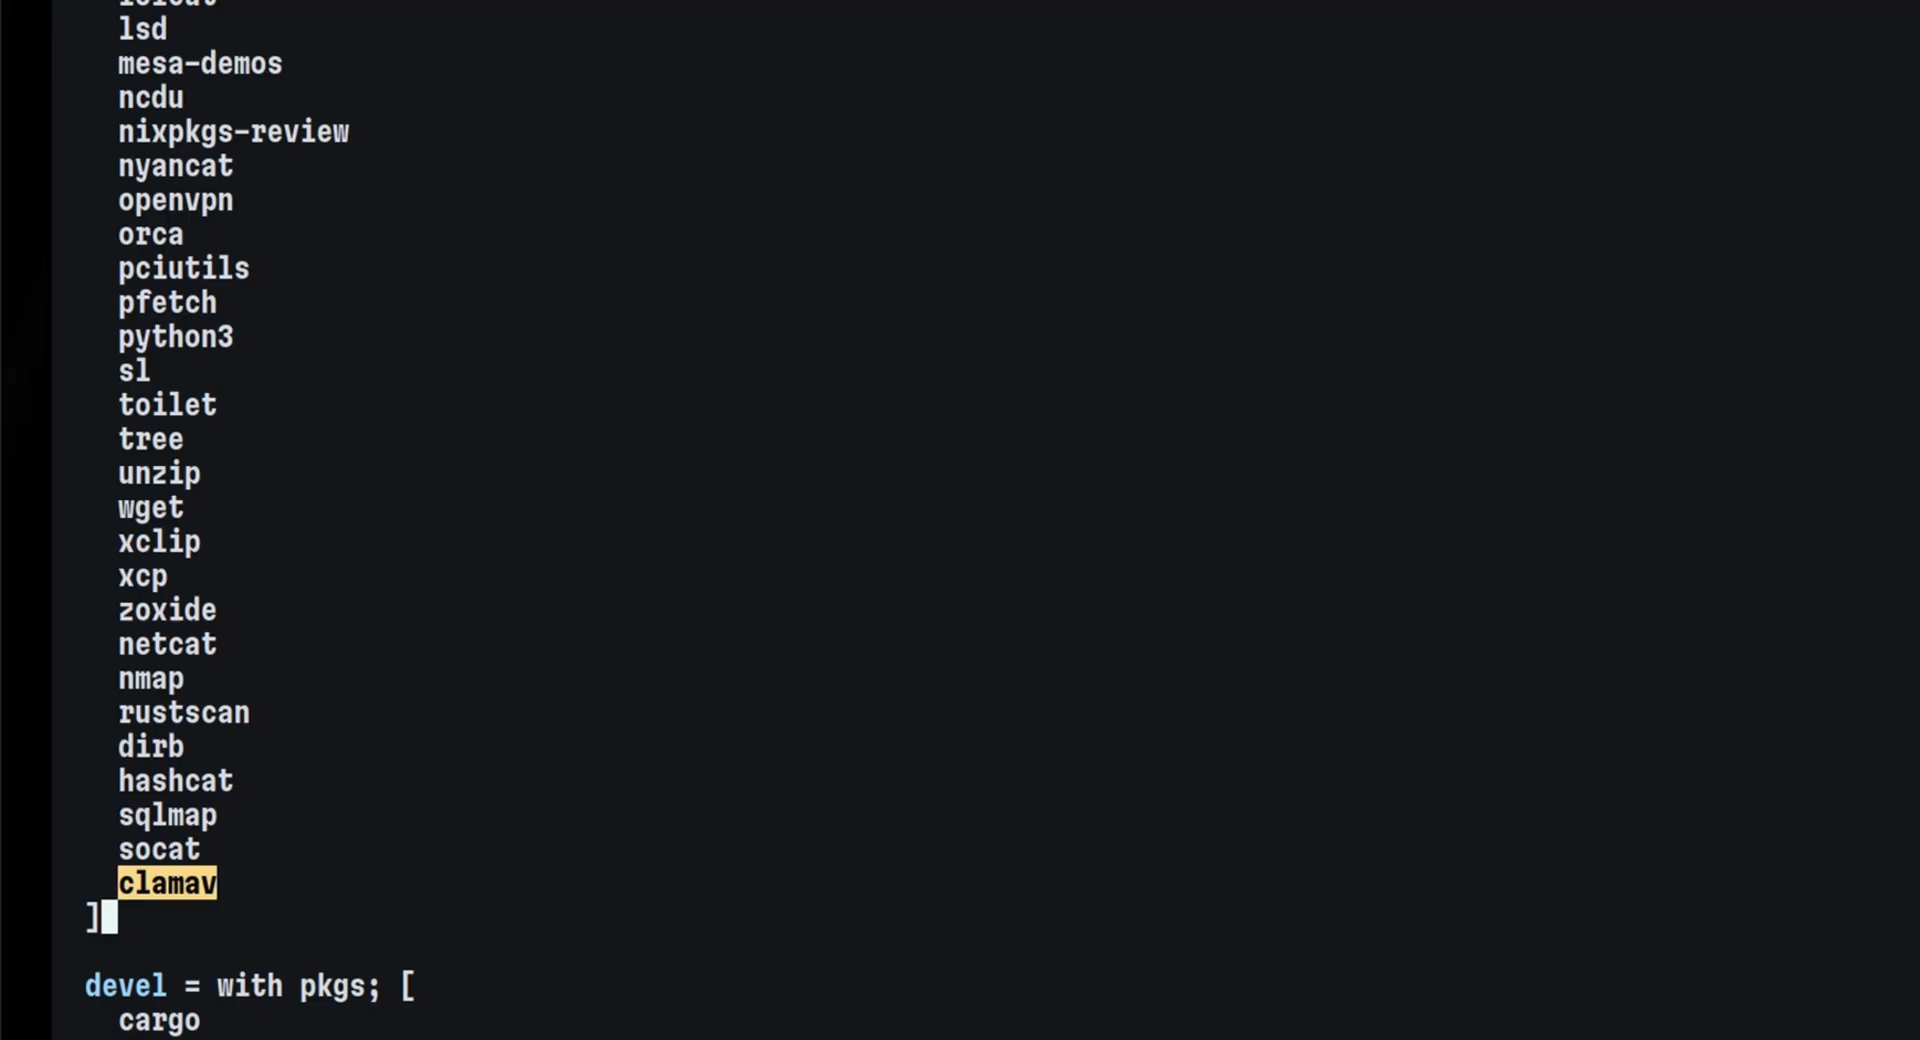 lsd
mesa-demos
ncdu
nixpkgs-review
nyancat
openvpn
orca
pciutils
pfetch
python3
sl
toilet
tree
unzip
wget
xclip
xcp
zoxide
netcat
nmap
rustscan
dirb
hashcat
sqlmap
socat
clamav
]
devel = with pkgs; [
cargo